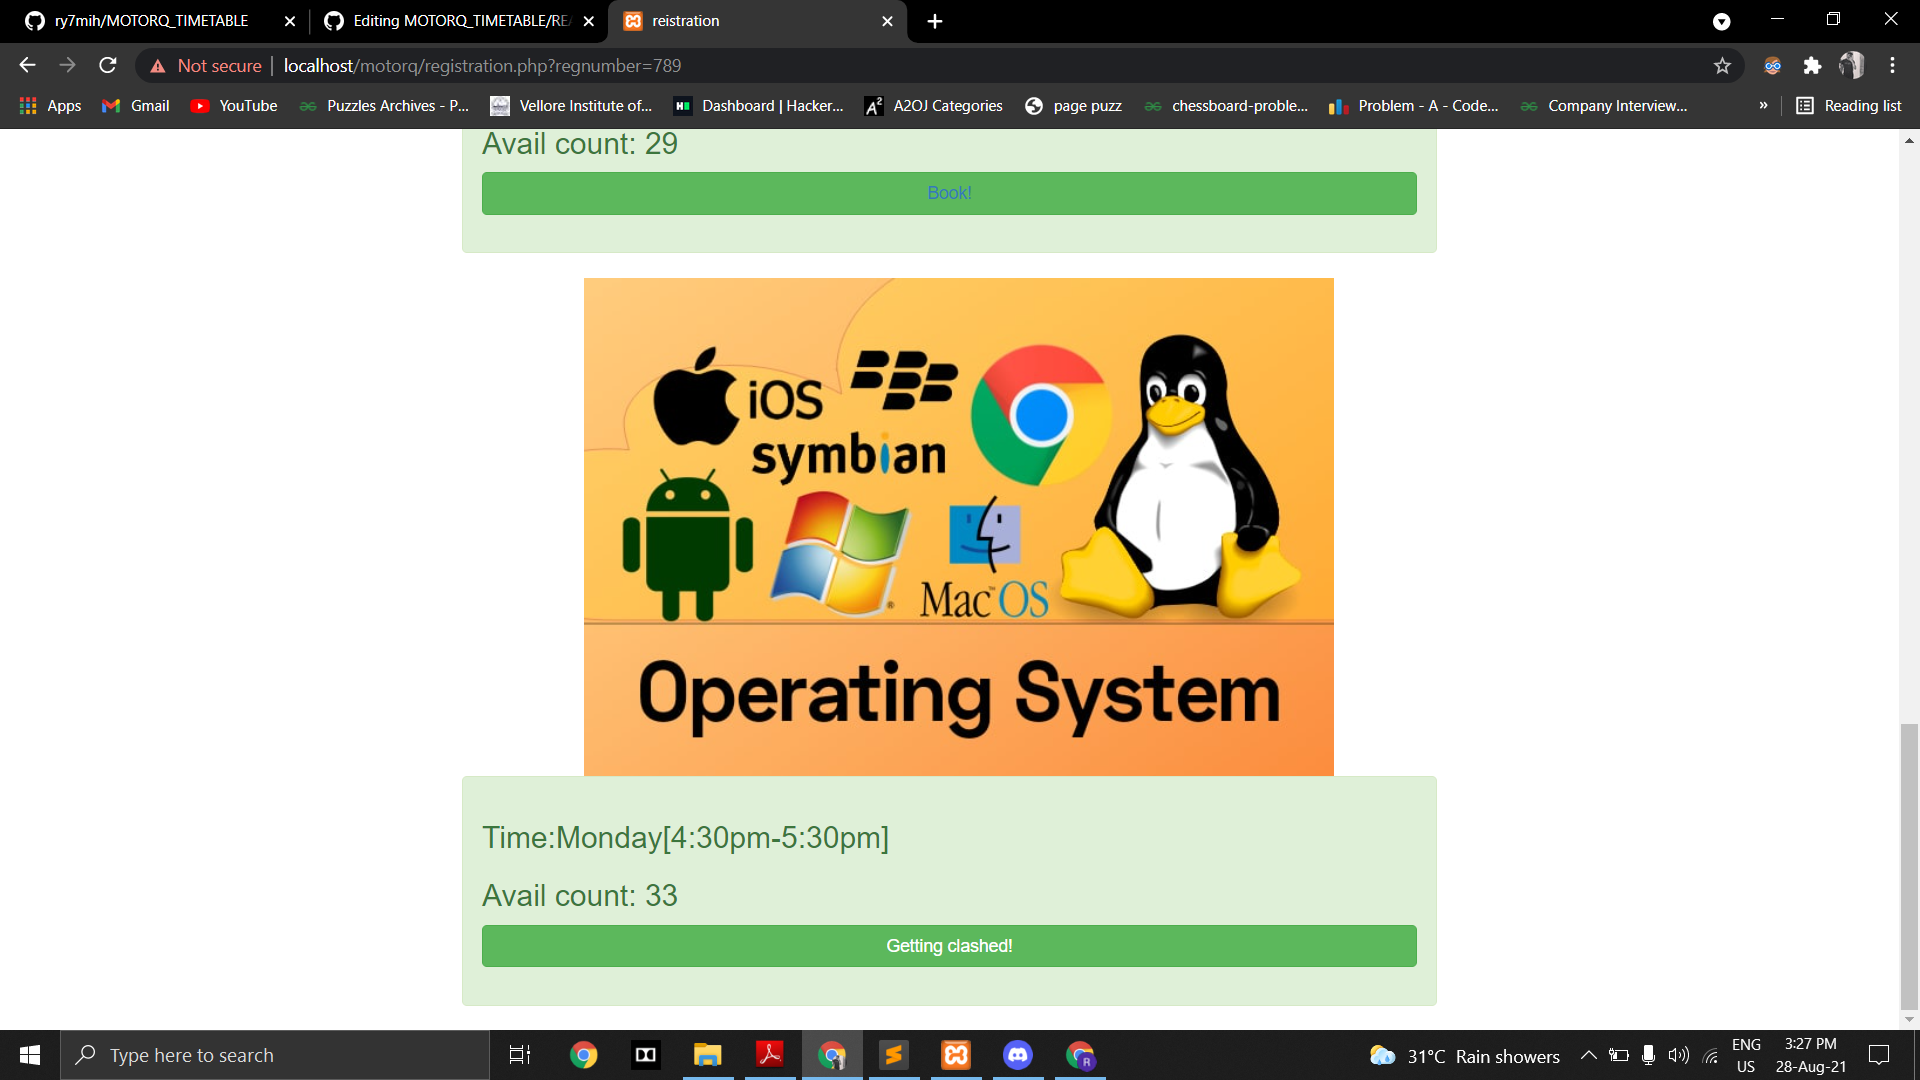 ry7mih/MOTORQ_TIMETABLE
Editing MOTORQ_TIMETABLE/RE
reistration
Not secure
localhost/motorq/registration.php?regnumber=789
Apps
Gmail
YouTube
Puzzles Archives - P...
Vellore Institute of...
Dashboard | Hacker...
A2OJ Categories
page puzz
chessboard-proble...
Problem - A - Code...
Company Interview...
»
Reading list
Avail count: 29
Book!
iOS
symbian
Mac™OS
Operating System
Time:Monday[4:30pm-5:30pm]
Avail count: 33
Getting clashed!
Type here to search
31°C Rain showers
ENG
US
3:27 PM
28-Aug-21